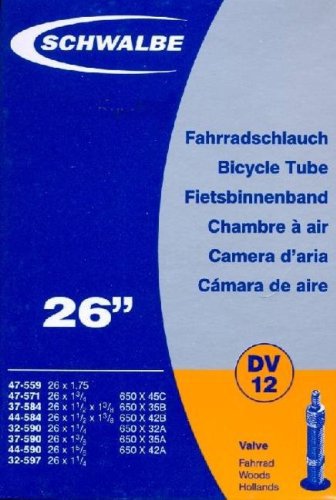 SCHWALBE
Fahrradschlauch
Bicycle Tube
Fietsbinnenband
Chambre à air
Camera d'aria
Cámara de aire
26"
47-559 26 x 1.75
47-571 26 x 1³/₄ 650 X 45C
37-584 26 x 1¹/₂ x 1³/₈ 650 X 35B
44-584 26 x 1¹/₂ x 1⁵/₈ 650 X 42B
32-590 26 x 1¹/₄ 650 X 32A
37-590 26 x 1³/₈ 650 X 35A
44-590 26 x 1⁵/₈ 650 X 42A
32-597 26 x 1¹/₄
DV
12
Valve
Fahrrad
Woods
Hollands